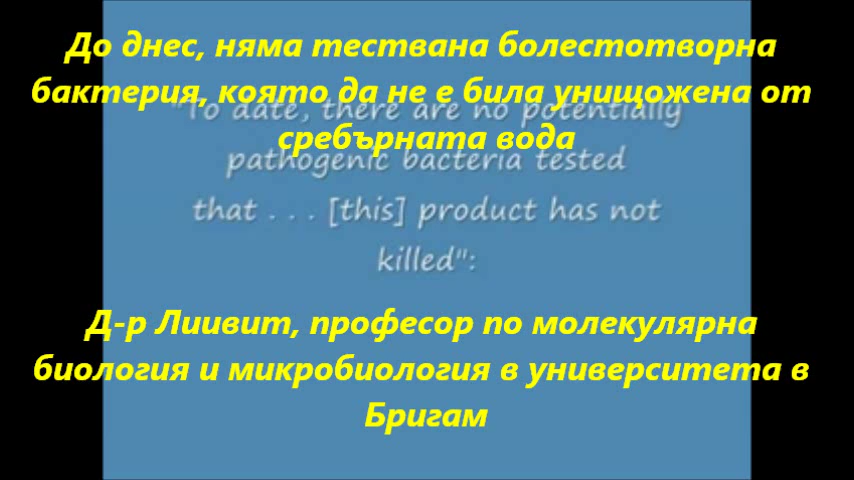 До днес, няма тествана болестотворна
бактерия, която да не е била унищожена от
"To date, there are no potentially
сребърната вода
pathogenic bacteria tested
that . . . [this] product has not
killed":
Д-р Лиивит, професор по молекулярна
биология и микробиология в университета в
Бригам